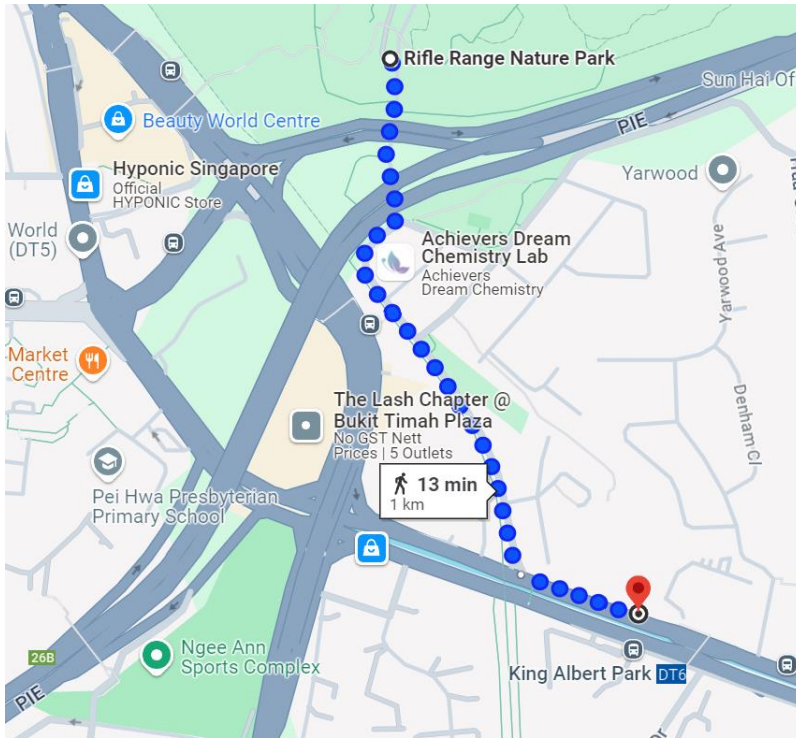 Rifle Range Nature Park
Sun Hai Of
PIE
Beauty World Centre
Hyponic Singapore
Official
HYPONIC Store
Yarwood
World
(DT5)
Achievers Dream
Chemistry Lab
Achievers
Dream Chemistry
Yarwood Ave
Market
Centre
The Lash Chapter @
Bukit Timah Plaza
No GST Nett
Prices | 5 Outlets
Denham Cl
Pei Hwa Presbyterian
Primary School
13 min
1 km
Ngee Ann
Sports Complex
26B
PIE
King Albert Park DT6